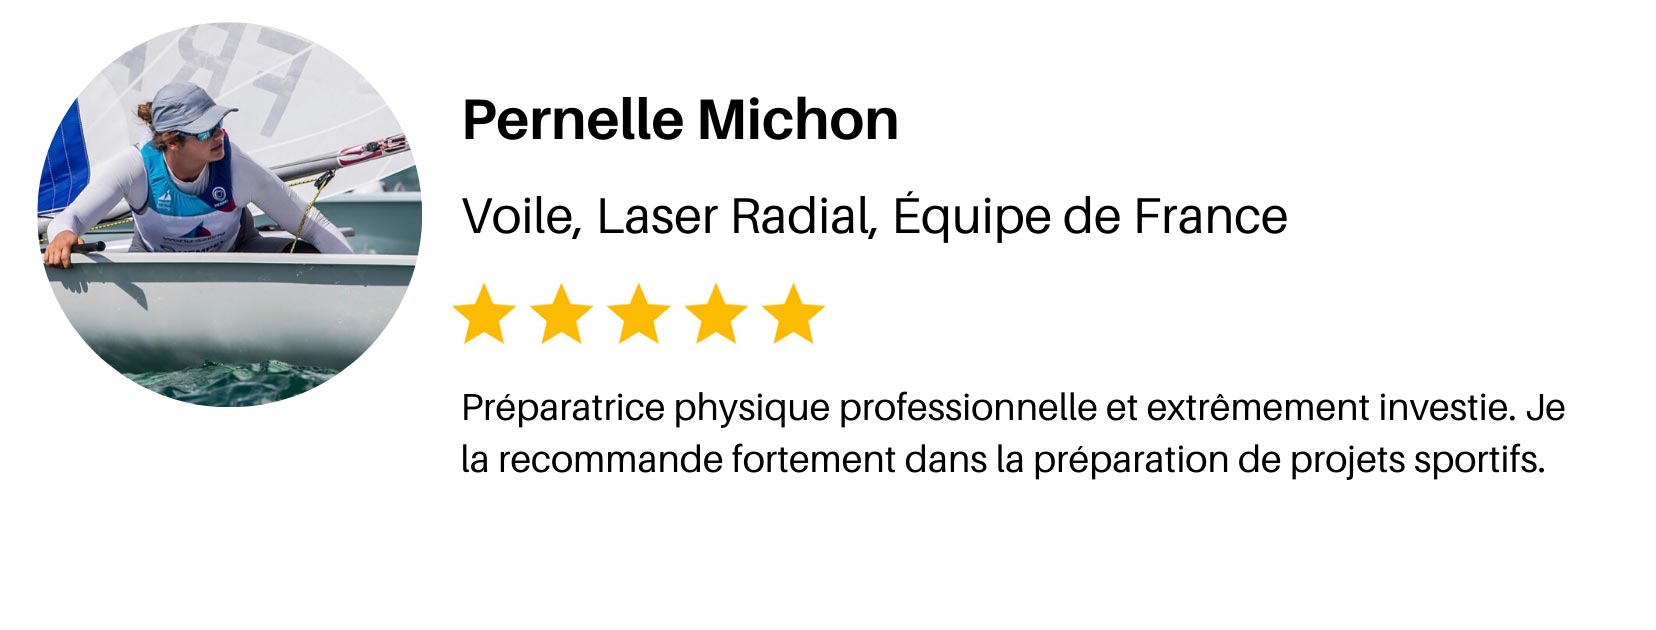 FRA
Pernelle Michon
Voile, Laser Radial, Équipe de France
Préparatrice physique professionnelle et extrêmement investie. Je
la recommande fortement dans la préparation de projets sportifs.